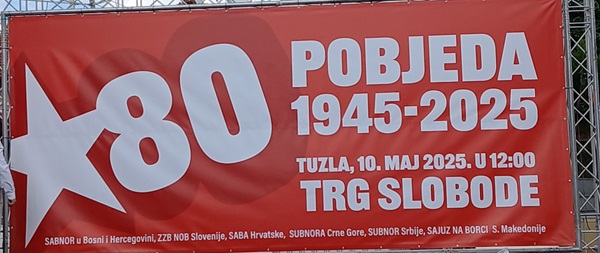 80
POBJEDA
1945-2025
TUZLA, 10. MAJ 2025. U 12:00
TRG SLOBODE
SABNOR u Bosni i Hercegovini, ZZB NOB Slovenije, SABA Hrvatske, SUBNORA Crne Gore, SUBNOR Srbije, SAJUZ NA BORCI S. Makedonije